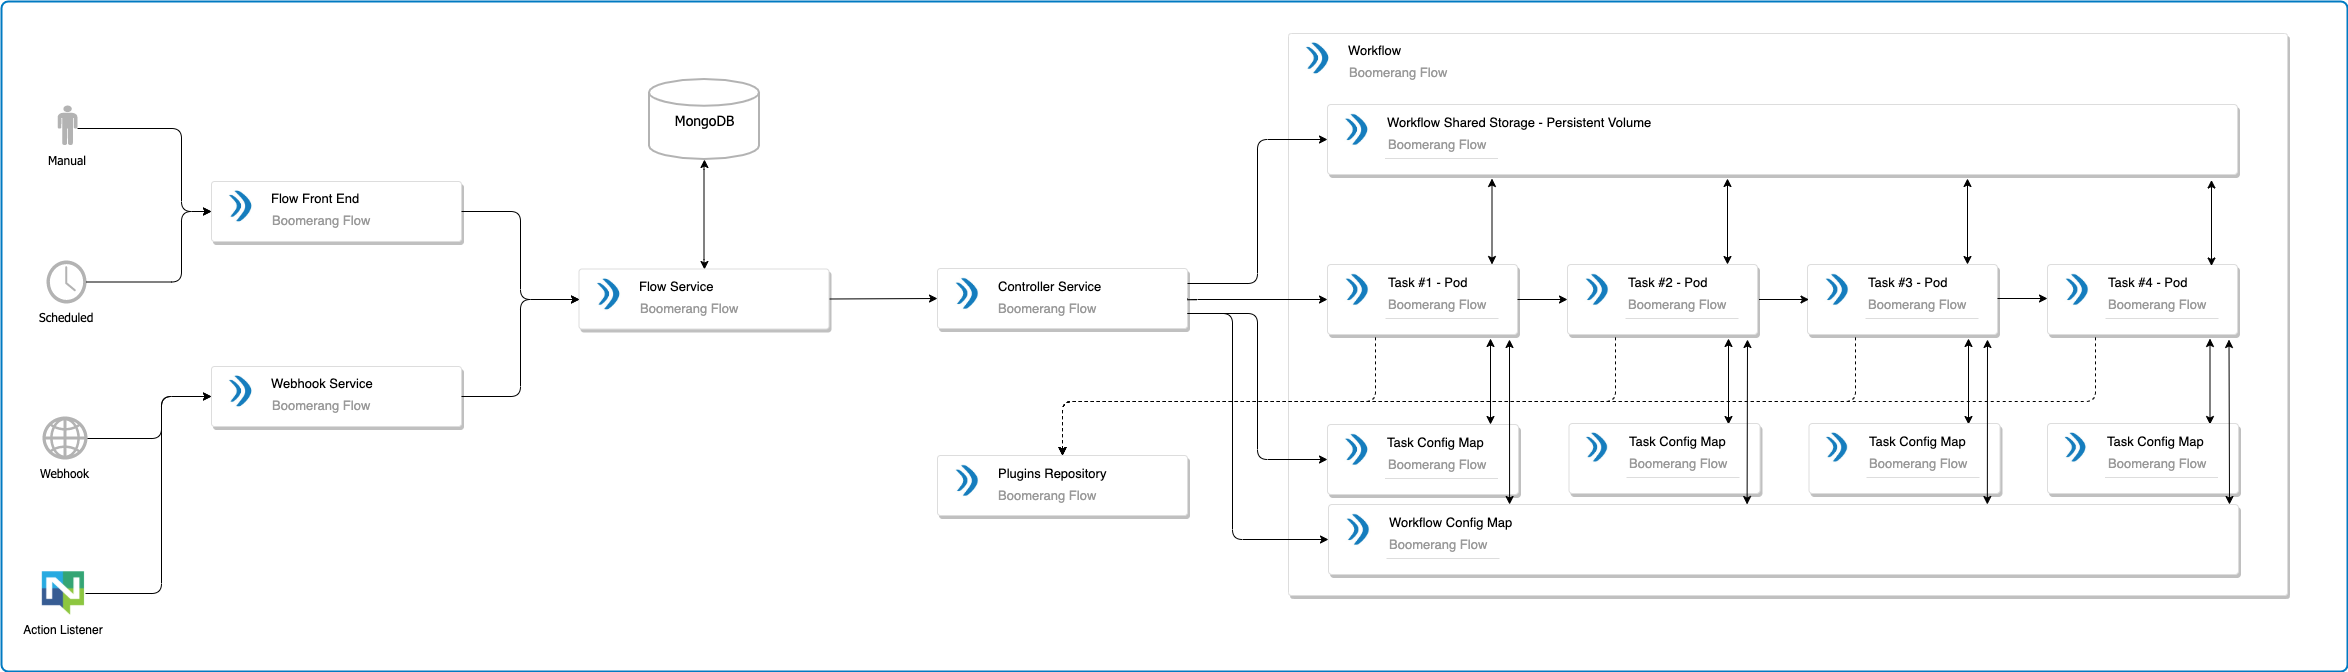 Manual
Scheduled
Webhook
Action Listener
Flow Front End
Boomerang Flow
Webhook Service
Boomerang Flow
MongoDB
Flow Service
Boomerang Flow
Controller Service
Boomerang Flow
Plugins Repository
Boomerang Flow
Workflow
Boomerang Flow
Workflow Shared Storage - Persistent Volume
Boomerang Flow
Task #1 - Pod
Boomerang Flow
Task #2 - Pod
Boomerang Flow
Task #3 - Pod
Boomerang Flow
Task #4 - Pod
Boomerang Flow
Task Config Map
Boomerang Flow
Task Config Map
Boomerang Flow
Task Config Map
Boomerang Flow
Task Config Map
Boomerang Flow
Workflow Config Map
Boomerang Flow